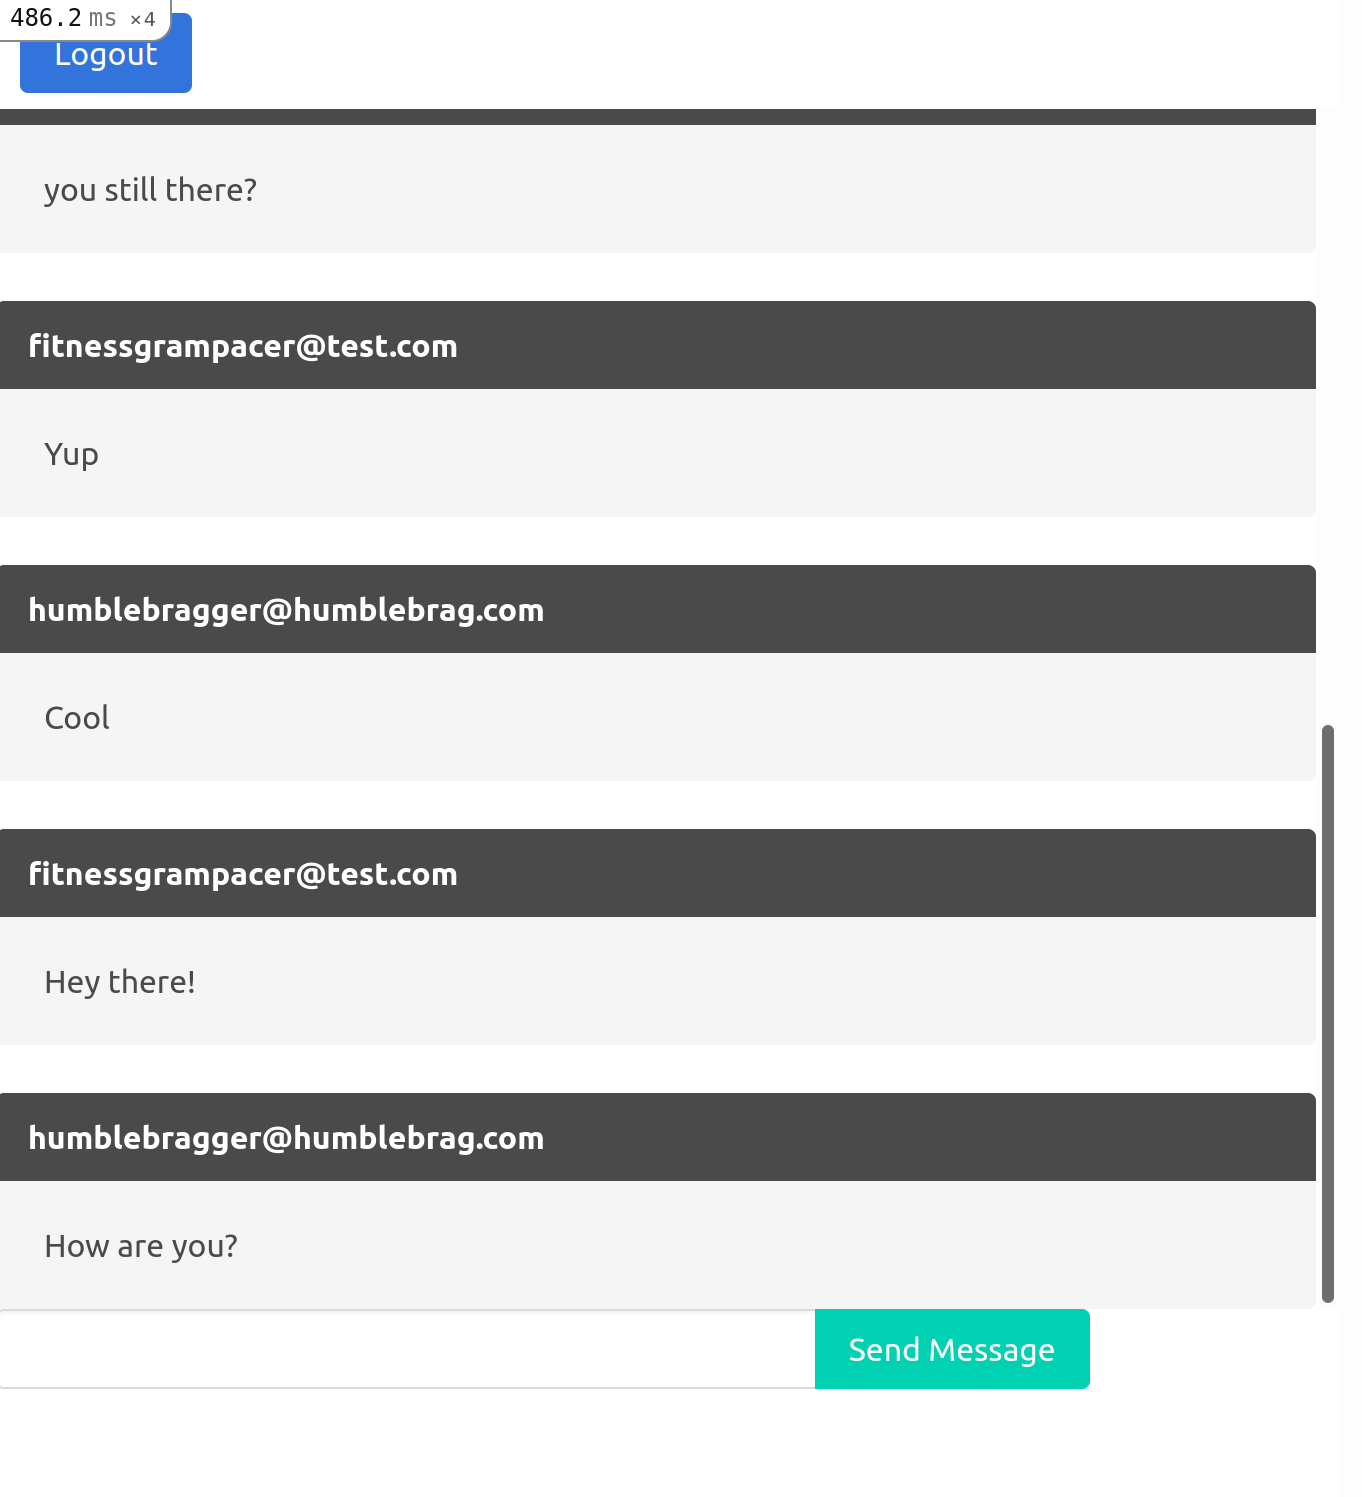 486.2 ms ×4
Logout
you still there?
fitnessgrampacer@test.com
Yup
humblebragger@humblebrag.com
Cool
fitnessgrampacer@test.com
Hey there!
humblebragger@humblebrag.com
How are you?
Send Message